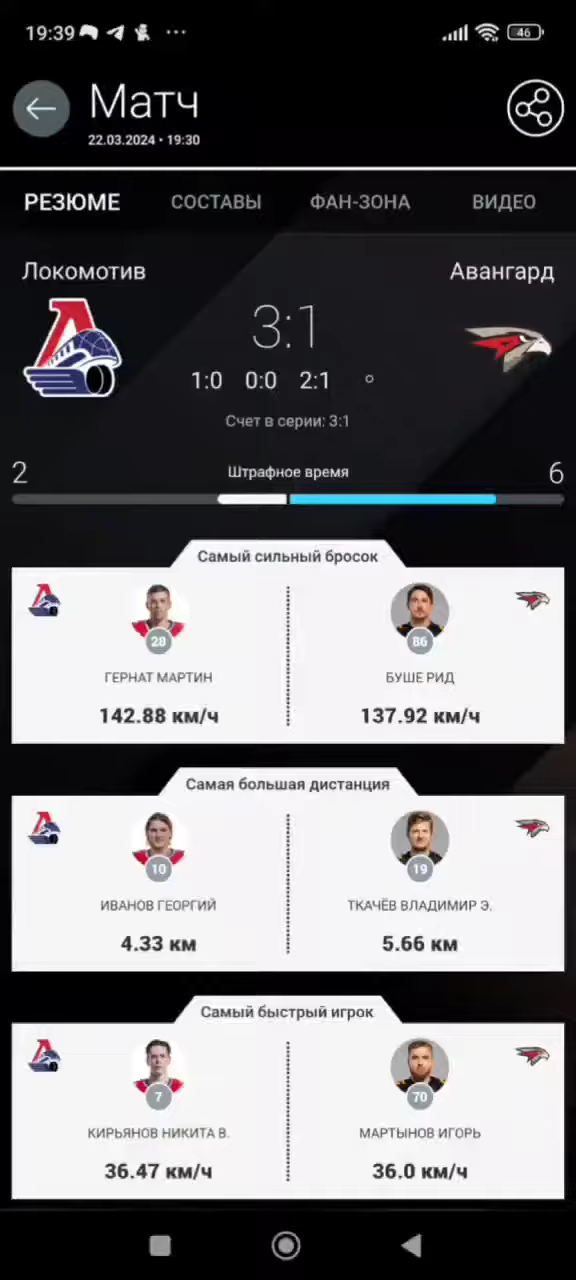 19:39
46
Матч
22.03.2024 • 19:30
РЕЗЮМЕ СОСТАВЫ ФАН-ЗОНА ВИДЕО
Локомотив Авангард
3:1
1:0 0:0 2:1
Счет в серии: 3:1
2 Штрафное время 6
Самый сильный бросок
28 86
ГЕРНАТ МАРТИН БУШЕ РИД
142.88 км/ч 137.92 км/ч
Самая большая дистанция
10 19
ИВАНОВ ГЕОРГИЙ ТКАЧЁВ ВЛАДИМИР Э.
4.33 км 5.66 км
Самый быстрый игрок
7 70
КИРЬЯНОВ НИКИТА В. МАРТЫНОВ ИГОРЬ
36.47 км/ч 36.0 км/ч